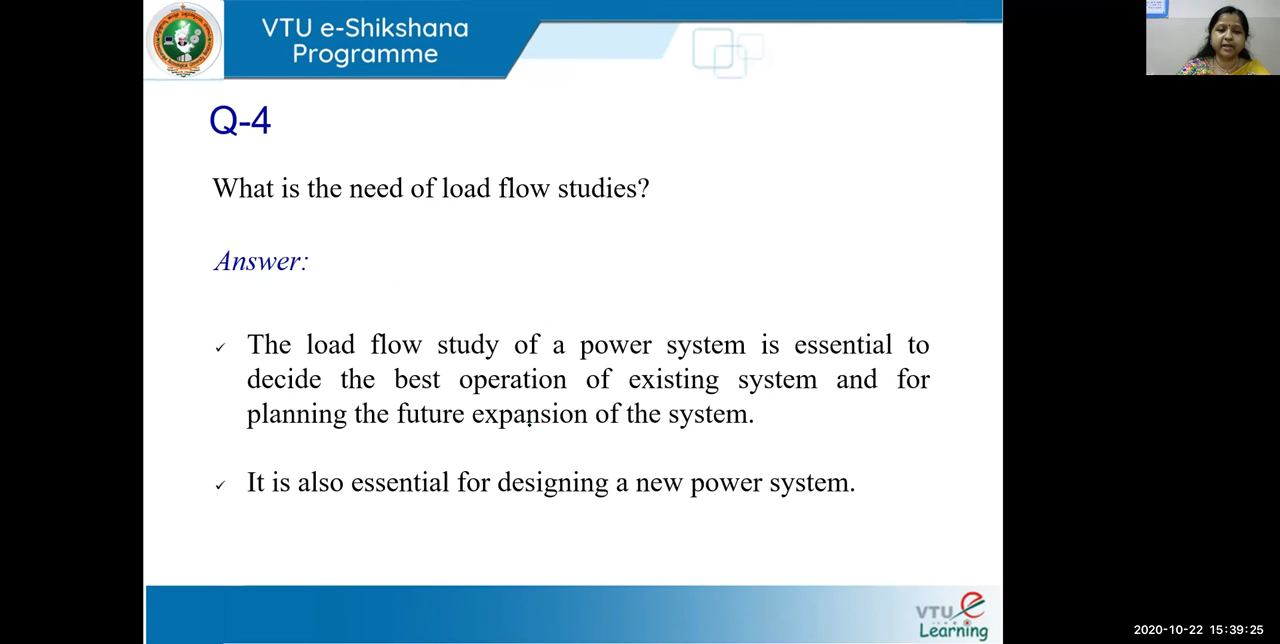 VTU e-Shikshana
Programme
Q-4
What is the need of load flow studies?
Answer:
✓ The load flow study of a power system is essential to
decide the best operation of existing system and for
planning the future expansion of the system.
✓ It is also essential for designing a new power system.
VTU e
Learning
2020-10-22 15:39:25